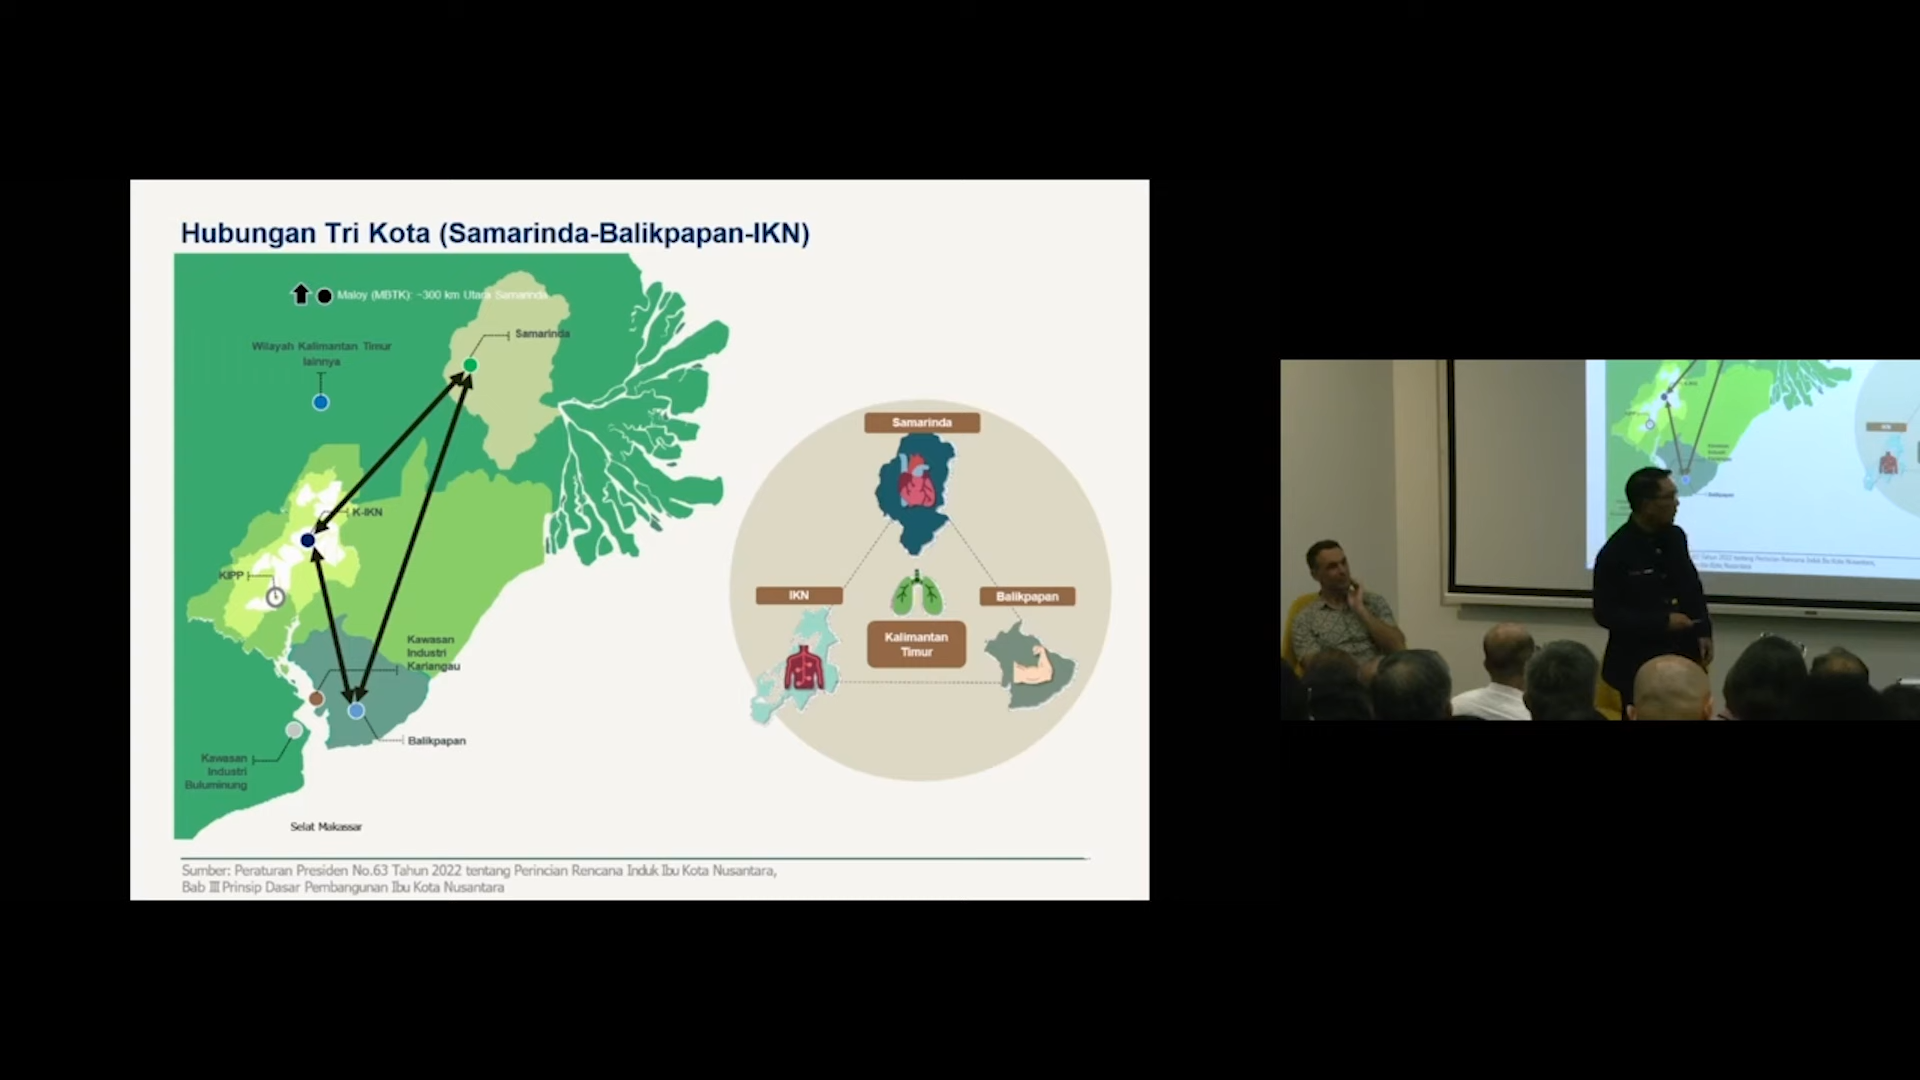 Hubungan Tri Kota (Samarinda-Balikpapan-IKN)
Maloy (MBTK): ~300 km Utara Samarinda
Samarinda
Wilayah Kalimantan Timur
lainnya
K-IKN
KIPP
Kawasan
Industri
Kariangau
Balikpapan
Kawasan
Industri
Buluminung
Selat Makassar
Samarinda
IKN
Balikpapan
Kalimantan
Timur
Sumber: Peraturan Presiden No.63 Tahun 2022 tentang Perincian Rencana Induk Ibu Kota Nusantara,
Bab III Prinsip Dasar Pembangunan Ibu Kota Nusantara